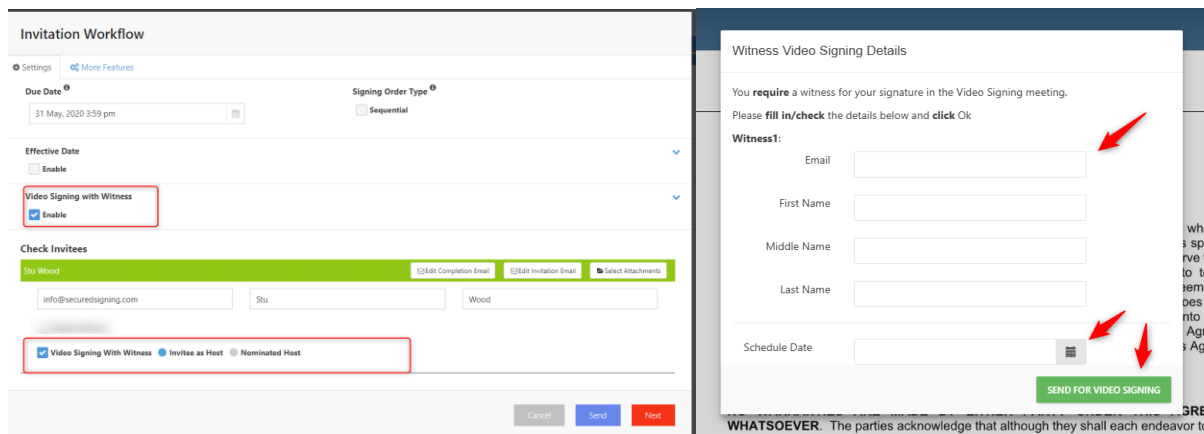 Invitation Workflow
Settings More Features
Due Date Signing Order Type
31 May, 2020 3:59 pm Sequential
Effective Date
Enable
Video Signing with Witness
Enable
Check Invitees
Stu Wood Edit Completion Email Edit Invitation Email Select Attachments
info@securedsigning.com Stu Wood
Video Signing With Witness Invitee as Host Nominated Host
Cancel Send Next
Witness Video Signing Details
You require a witness for your signature in the Video Signing meeting.
Please fill in/check the details below and click Ok
Witness1:
Email
First Name
Middle Name
Last Name
Schedule Date
SEND FOR VIDEO SIGNING
WHATSOEVER. The parties acknowledge that although they shall each endeavor to